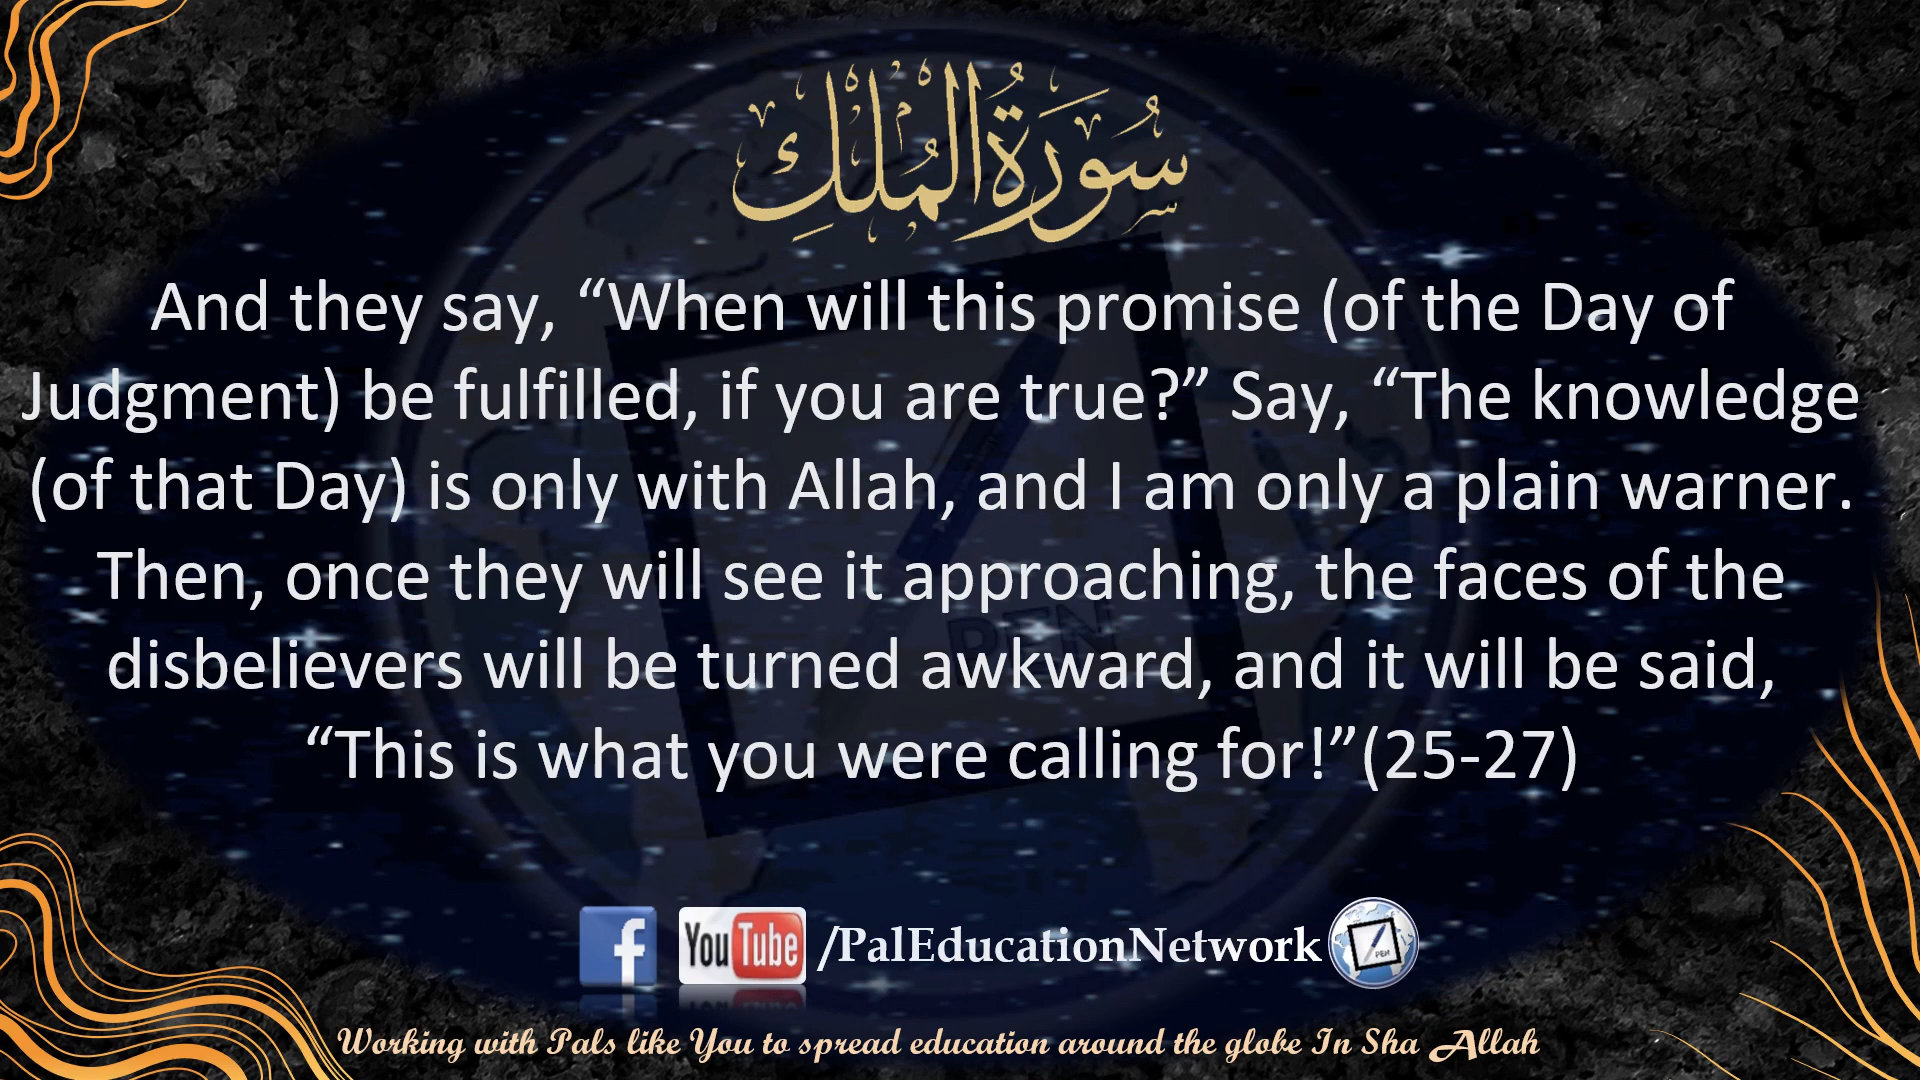 سُورَةُ الْمُلْكِ
And they say, “When will this promise (of the Day of
Judgment) be fulfilled, if you are true?” Say, “The knowledge
(of that Day) is only with Allah, and I am only a plain warner.
Then, once they will see it approaching, the faces of the
disbelievers will be turned awkward, and it will be said,
“This is what you were calling for!”(25-27)
PEN
f YouTube /PalEducationNetwork PEN
Working with Pals like You to spread education around the globe In Sha Allah